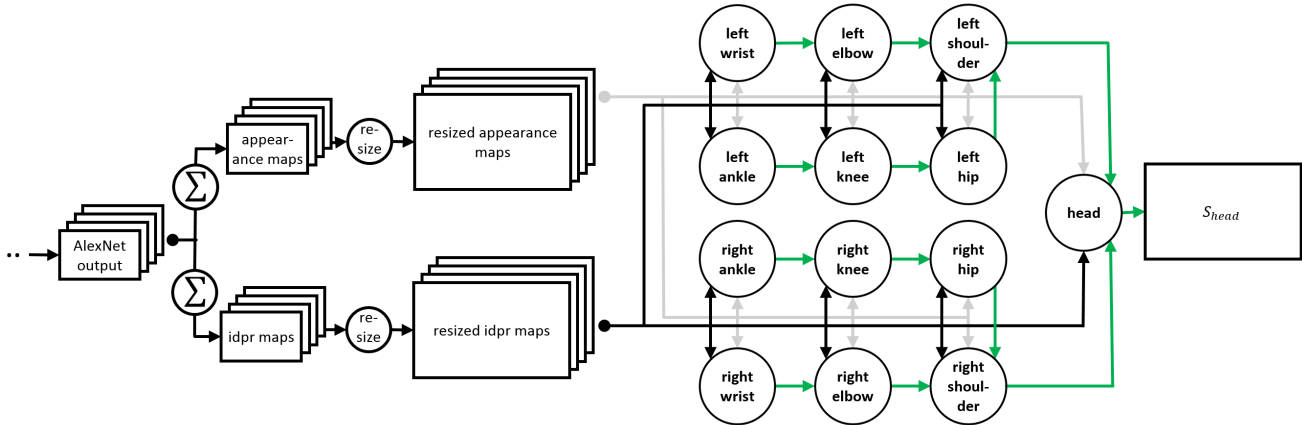 ..
AlexNet
output
Σ
Σ
appear-
ance maps
idpr maps
re-
size
re-
size
resized appearance
maps
resized idpr maps
left
wrist
left
elbow
left
shoul-
der
left
ankle
left
knee
left
hip
right
ankle
right
knee
right
hip
right
wrist
right
elbow
right
shoul-
der
head
S_head